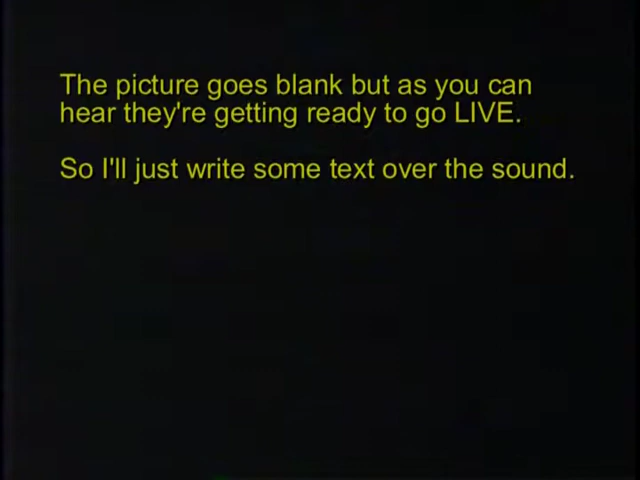 The picture goes blank but as you can
hear they're getting ready to go LIVE.
So I'll just write some text over the sound.